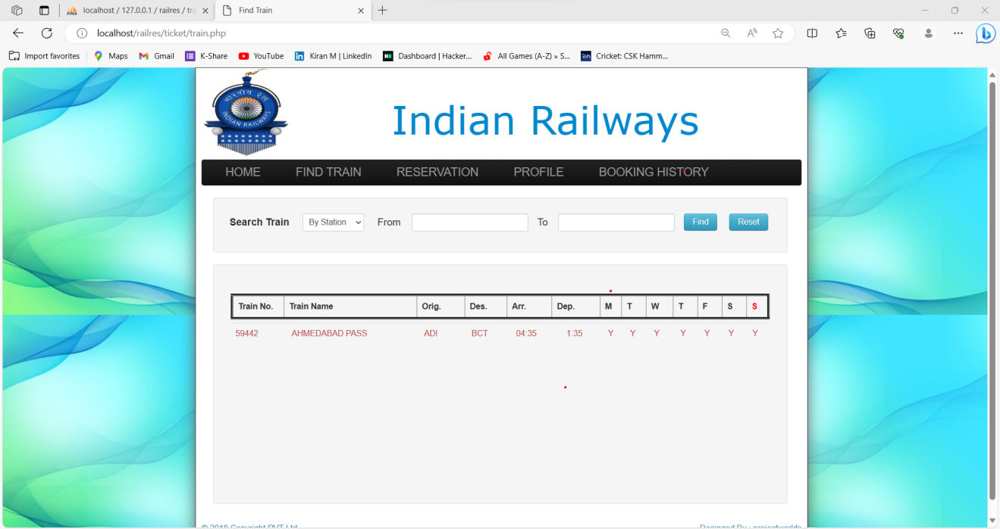 localhost / 127.0.0.1 / railres / tra
Find Train
localhost/railres/ticket/train.php
Import favorites Maps Gmail K-Share YouTube Kiran M | LinkedIn Dashboard | Hacker... All Games (A-Z) » S... Cricket: CSK Hamm...
भारतीय रेल
INDIAN RAILWAYS
Indian Railways
HOME FIND TRAIN RESERVATION PROFILE BOOKING HISTORY
Search Train By Station From To Find Reset
Train No. Train Name Orig. Des. Arr. Dep. M T W T F S S
59442 AHMEDABAD PASS ADI BCT 04:35 1:35 Y Y Y Y Y Y Y
© 2018 Copyright PVT Ltd. Desinged By : projectworlds